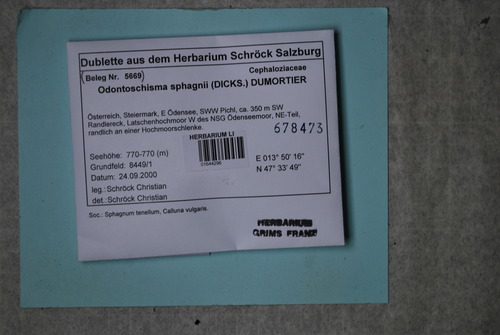 Dublette aus dem Herbarium Schröck Salzburg
(Beleg Nr. 5669) Cephaloziaceae
Odontoschisma sphagnii (DICKS.) DUMORTIER
Österreich, Steiermark, E Ödensee, SWW Pichl, ca. 350 m SW
Randiereck, Latschenhochmoor W des NSG Ödenseemoor, NE-Teil,
randlich an einer Hochmoorschlenke.
678473
HERBARIUM LI
01644296
Seehöhe: 770-770 (m)
Grundfeld: 8449/1
Datum: 24.09.2000
leg.: Schröck Christian
det.: Schröck Christian
E 013° 50' 16"
N 47° 33' 49"
Soc.: Sphagnum tenellum, Calluna vulgaris.
HERBARIUM
GRIMS FRANZ